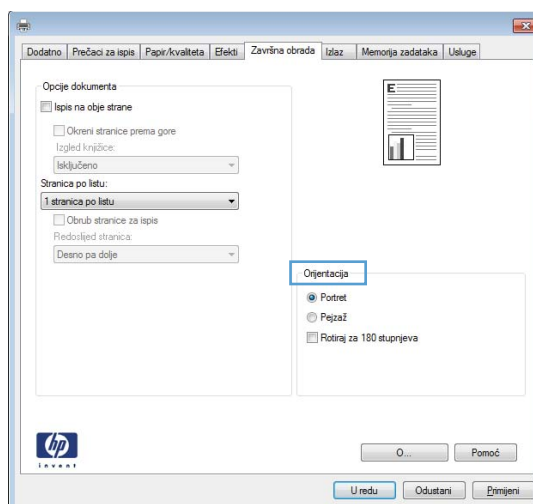 Dodatno Prečaci za ispis Papir/kvaliteta Efekti Završna obrada Izlaz Memorija zadataka Usluge
Opcije dokumenta
Ispis na obje strane
Okreni stranice prema gore
Izgled knjižice:
Isključeno
Stranica po listu:
1 stranica po listu
Obrub stranice za ispis
Redoslijed stranica:
Desno pa dolje
E
Orijentacija
Portret
Pejzaž
Rotiraj za 180 stupnjeva
hp
invent
O... Pomoć
U redu Odustani Primijeni